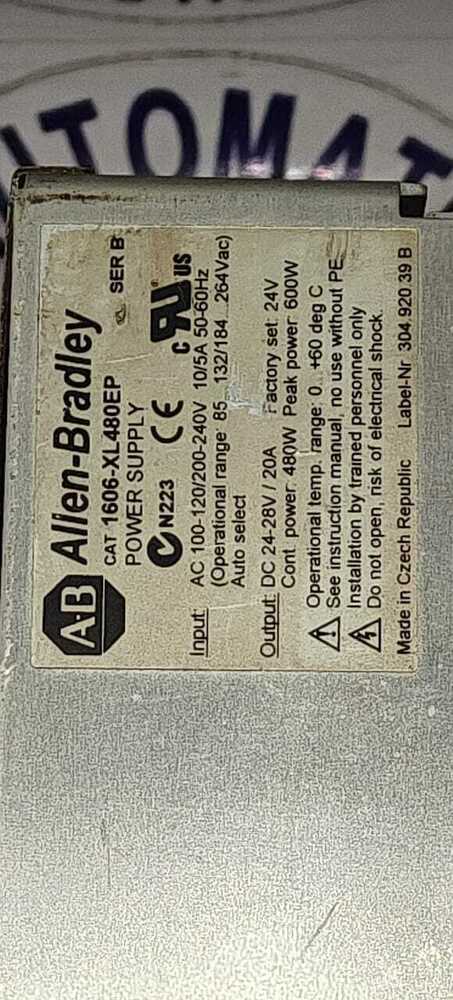 UTOMAT
AB Allen-Bradley
CAT 1606-XL480EP SER B
POWER SUPPLY
N223 CE c UL US
Input: AC 100-120/200-240V 10/5A 50-60Hz
(Operational range 85 132/184...264Vac)
Auto select
Output: DC 24-28V / 20A Factory set: 24V
Cont. power: 480W Peak power: 600W
Operational temp. range: 0.. +60 deg C
See instruction manual, no use without PE
Installation by trained personnel only
Do not open, risk of electrical shock
Made in Czech Republic Label-Nr 304 920 39 B